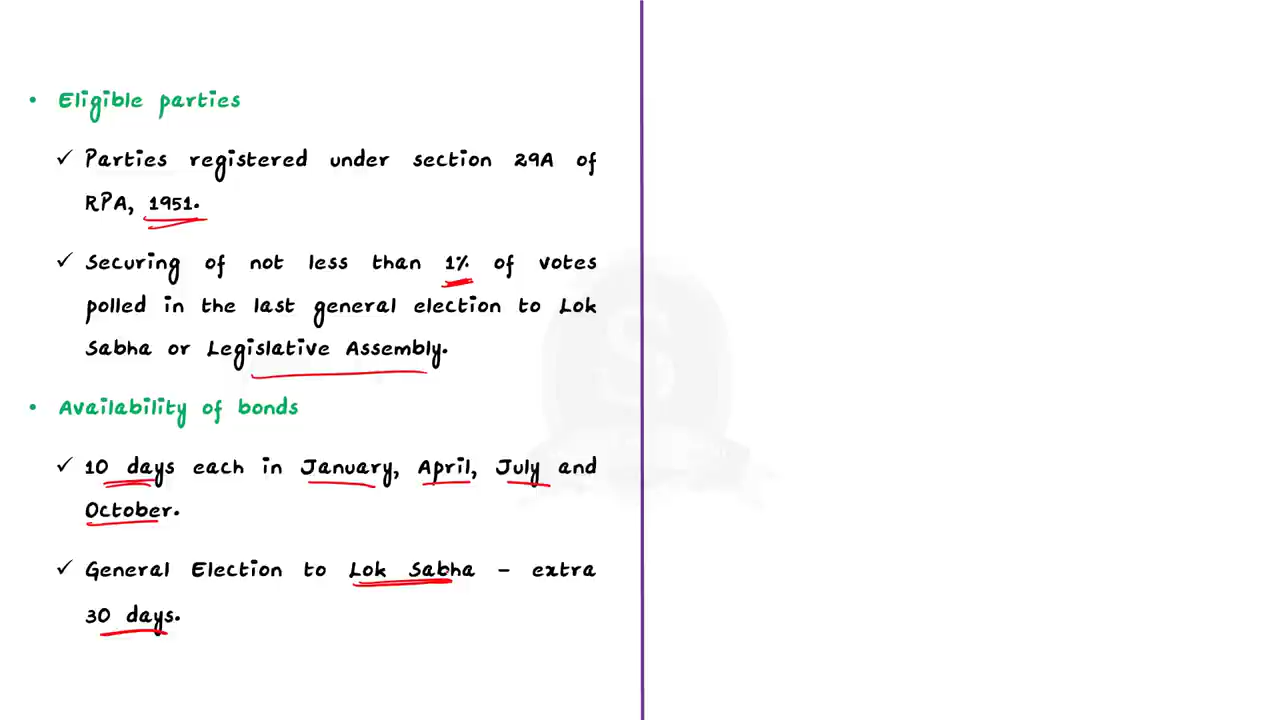 • Eligible parties
✓ Parties registered under section 29A of
RPA, 1951.
✓ Securing of not less than 1% of votes
polled in the last general election to Lok
Sabha or Legislative Assembly.
• Availability of bonds
✓ 10 days each in January, April, July and
October.
✓ General Election to Lok Sabha – extra
30 days.